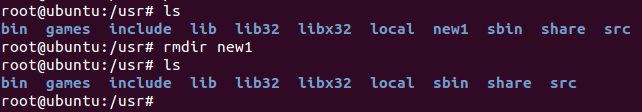 root@ubuntu:/usr# ls
bin games include lib lib32 libx32 local new1 sbin share src
root@ubuntu:/usr# rmdir new1
root@ubuntu:/usr# ls
bin games include lib lib32 libx32 local sbin share src
root@ubuntu:/usr#